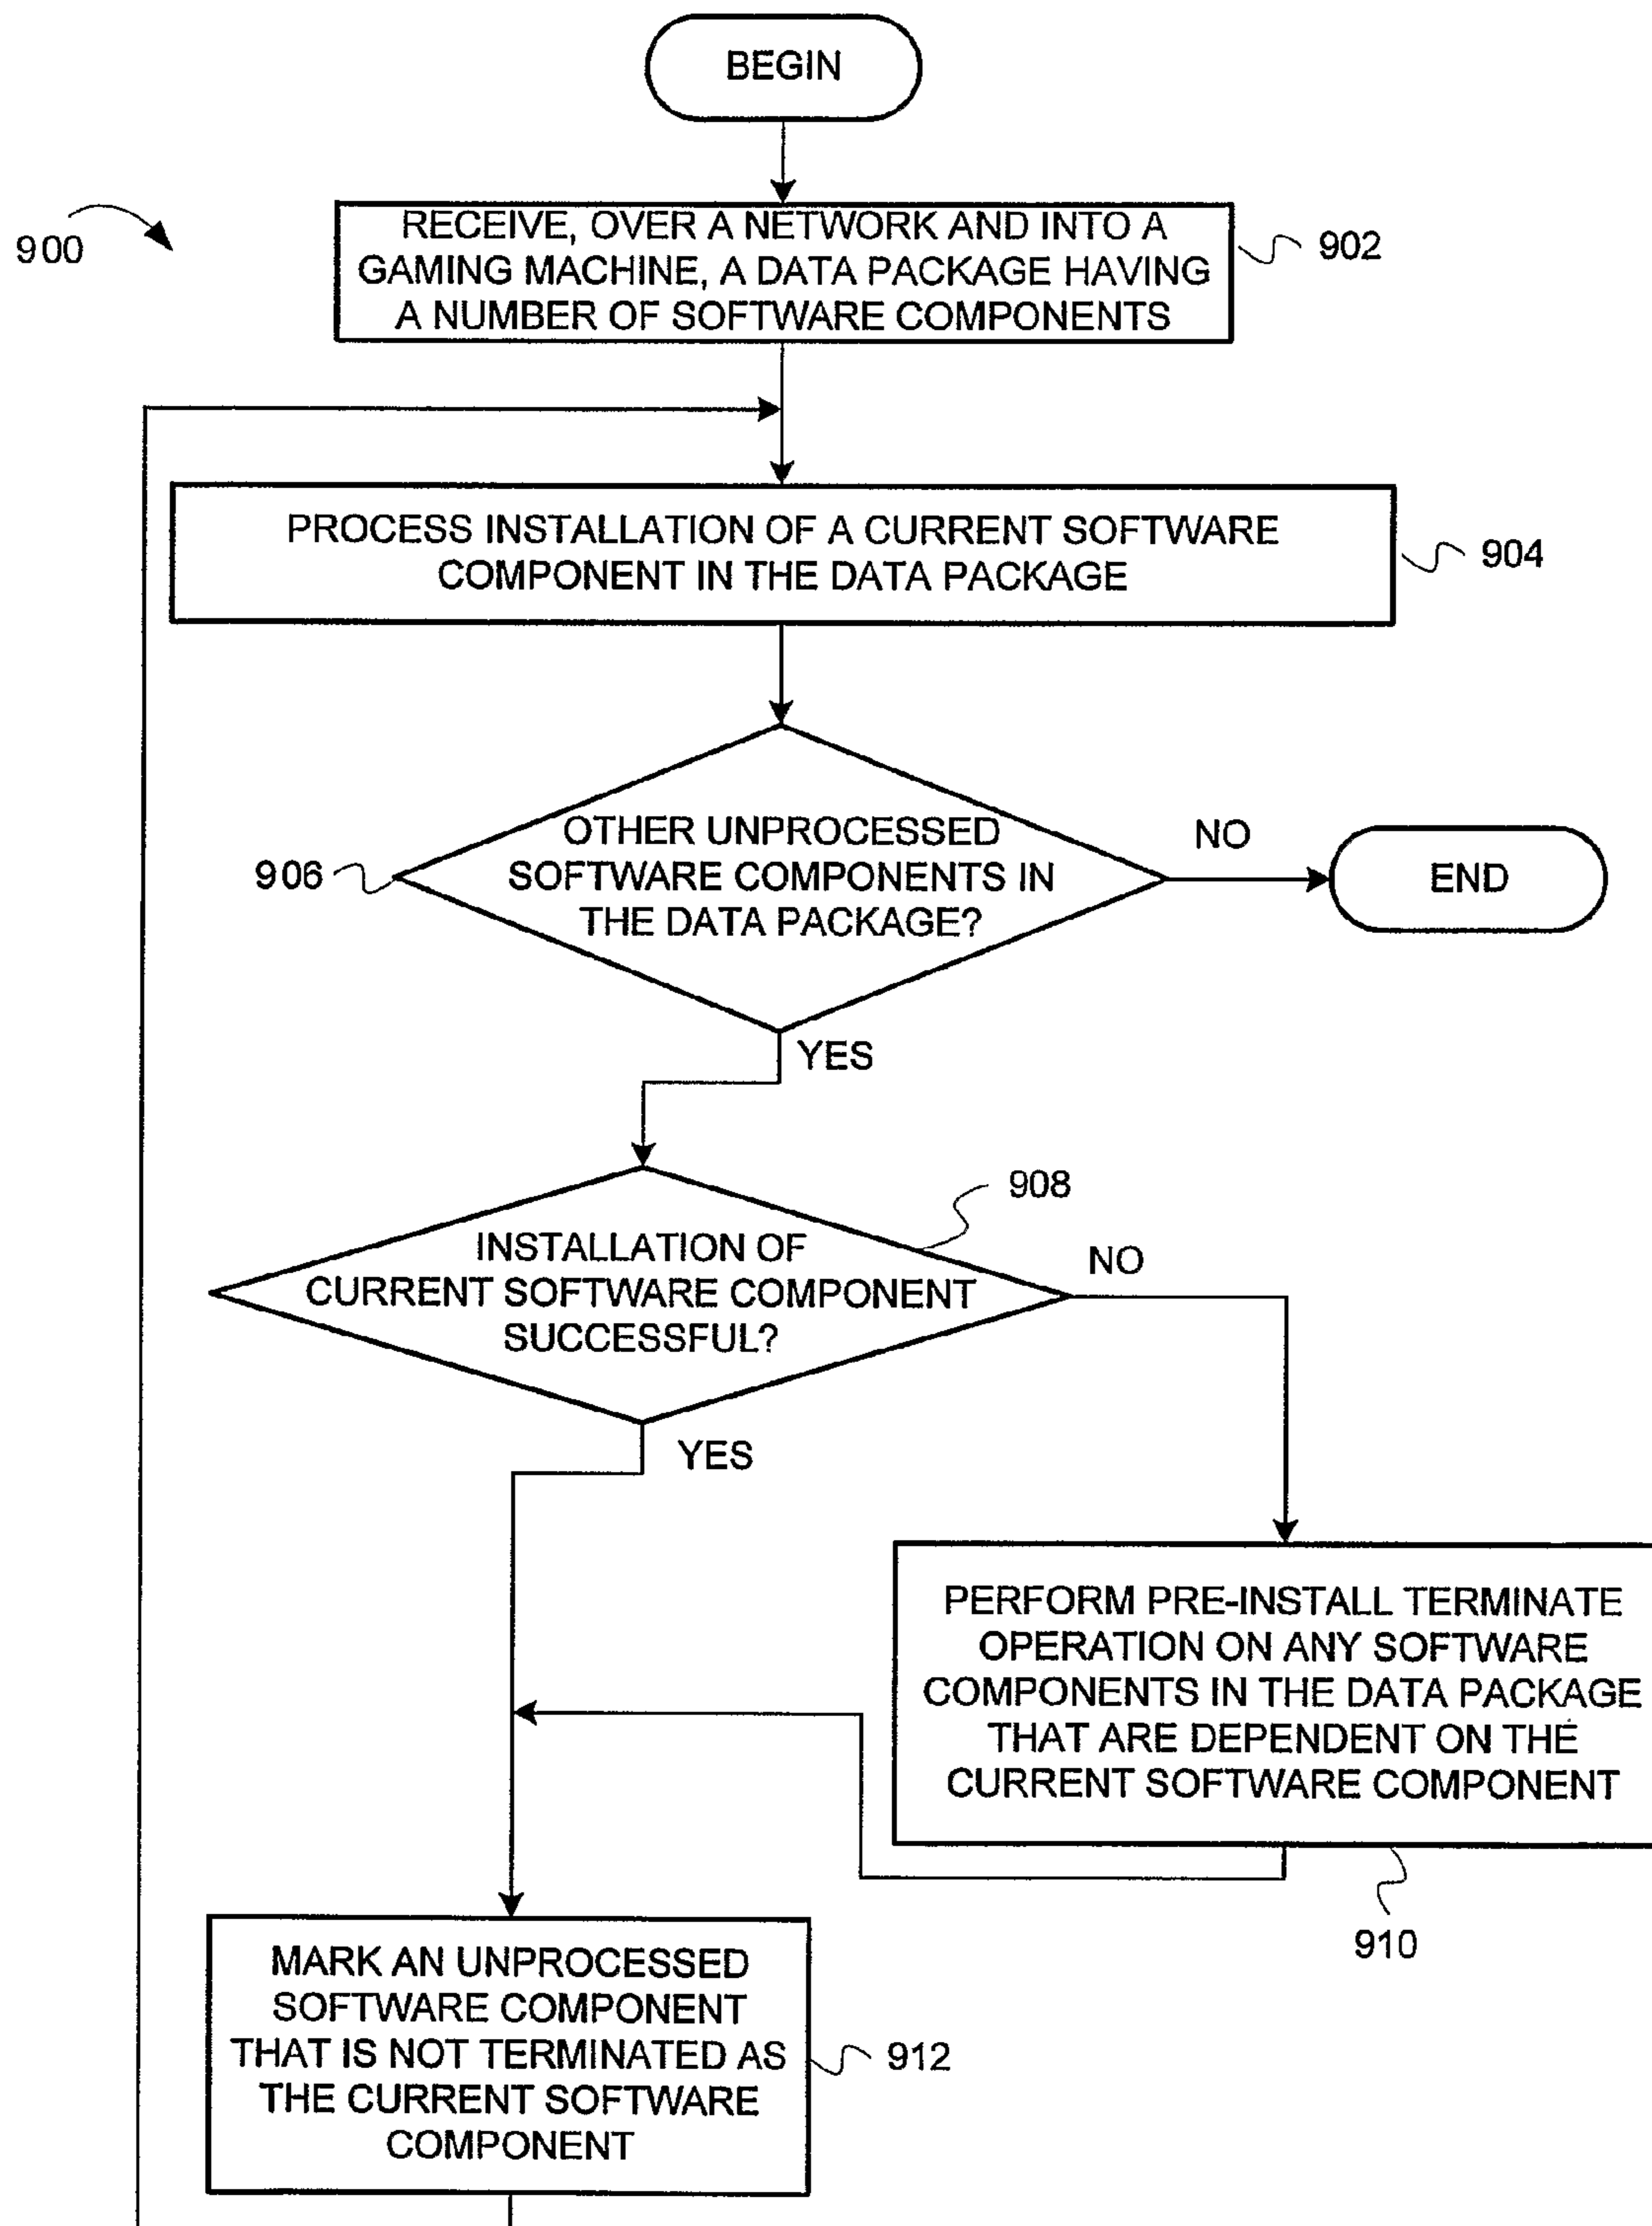 BEGIN
900
RECEIVE, OVER A NETWORK AND INTO A
GAMING MACHINE, A DATA PACKAGE HAVING
A NUMBER OF SOFTWARE COMPONENTS
902
PROCESS INSTALLATION OF A CURRENT SOFTWARE
COMPONENT IN THE DATA PACKAGE
904
OTHER UNPROCESSED
SOFTWARE COMPONENTS IN
THE DATA PACKAGE?
906
NO
END
YES
908
INSTALLATION OF
CURRENT SOFTWARE COMPONENT
SUCCESSFUL?
NO
YES
PERFORM PRE-INSTALL TERMINATE
OPERATION ON ANY SOFTWARE
COMPONENTS IN THE DATA PACKAGE
THAT ARE DEPENDENT ON THE
CURRENT SOFTWARE COMPONENT
910
MARK AN UNPROCESSED
SOFTWARE COMPONENT
THAT IS NOT TERMINATED AS
THE CURRENT SOFTWARE
COMPONENT
912